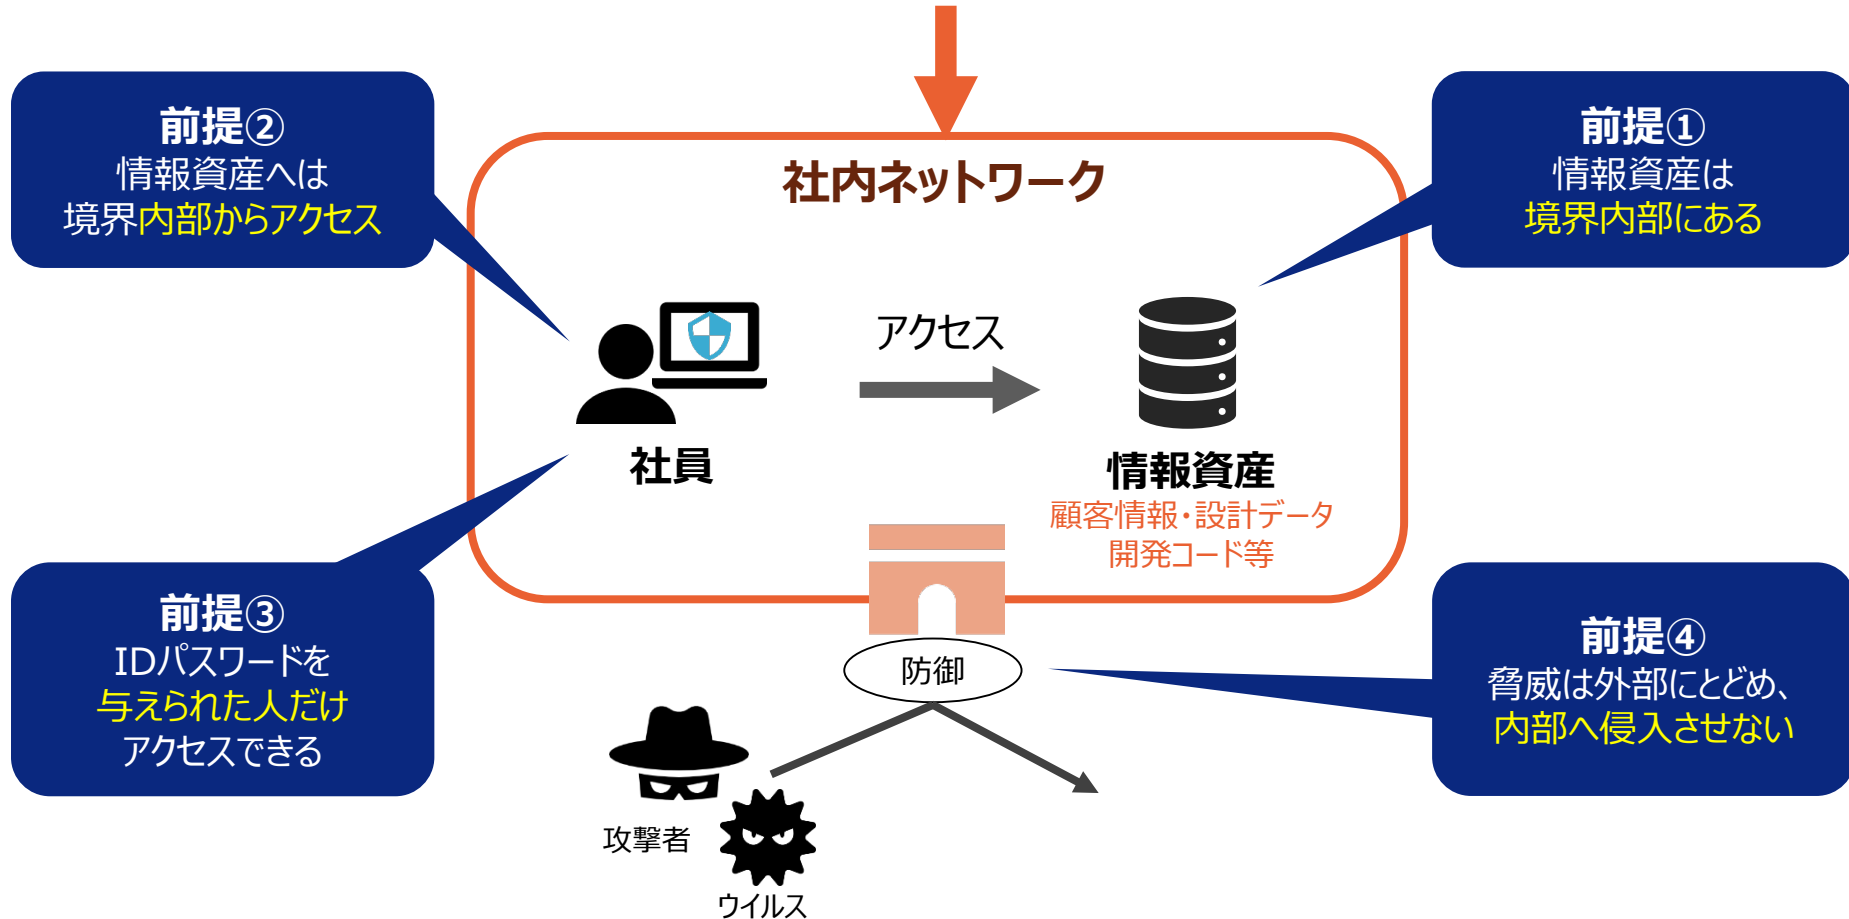 前提②
情報資産へは
境界内部からアクセス
前提①
情報資産は
境界内部にある
社内ネットワーク
アクセス
社員
情報資産
顧客情報・設計データ
開発コード等
前提③
IDパスワードを
与えられた人だけ
アクセスできる
防御
前提④
脅威は外部にとどめ、
内部へ侵入させない
攻撃者
ウイルス